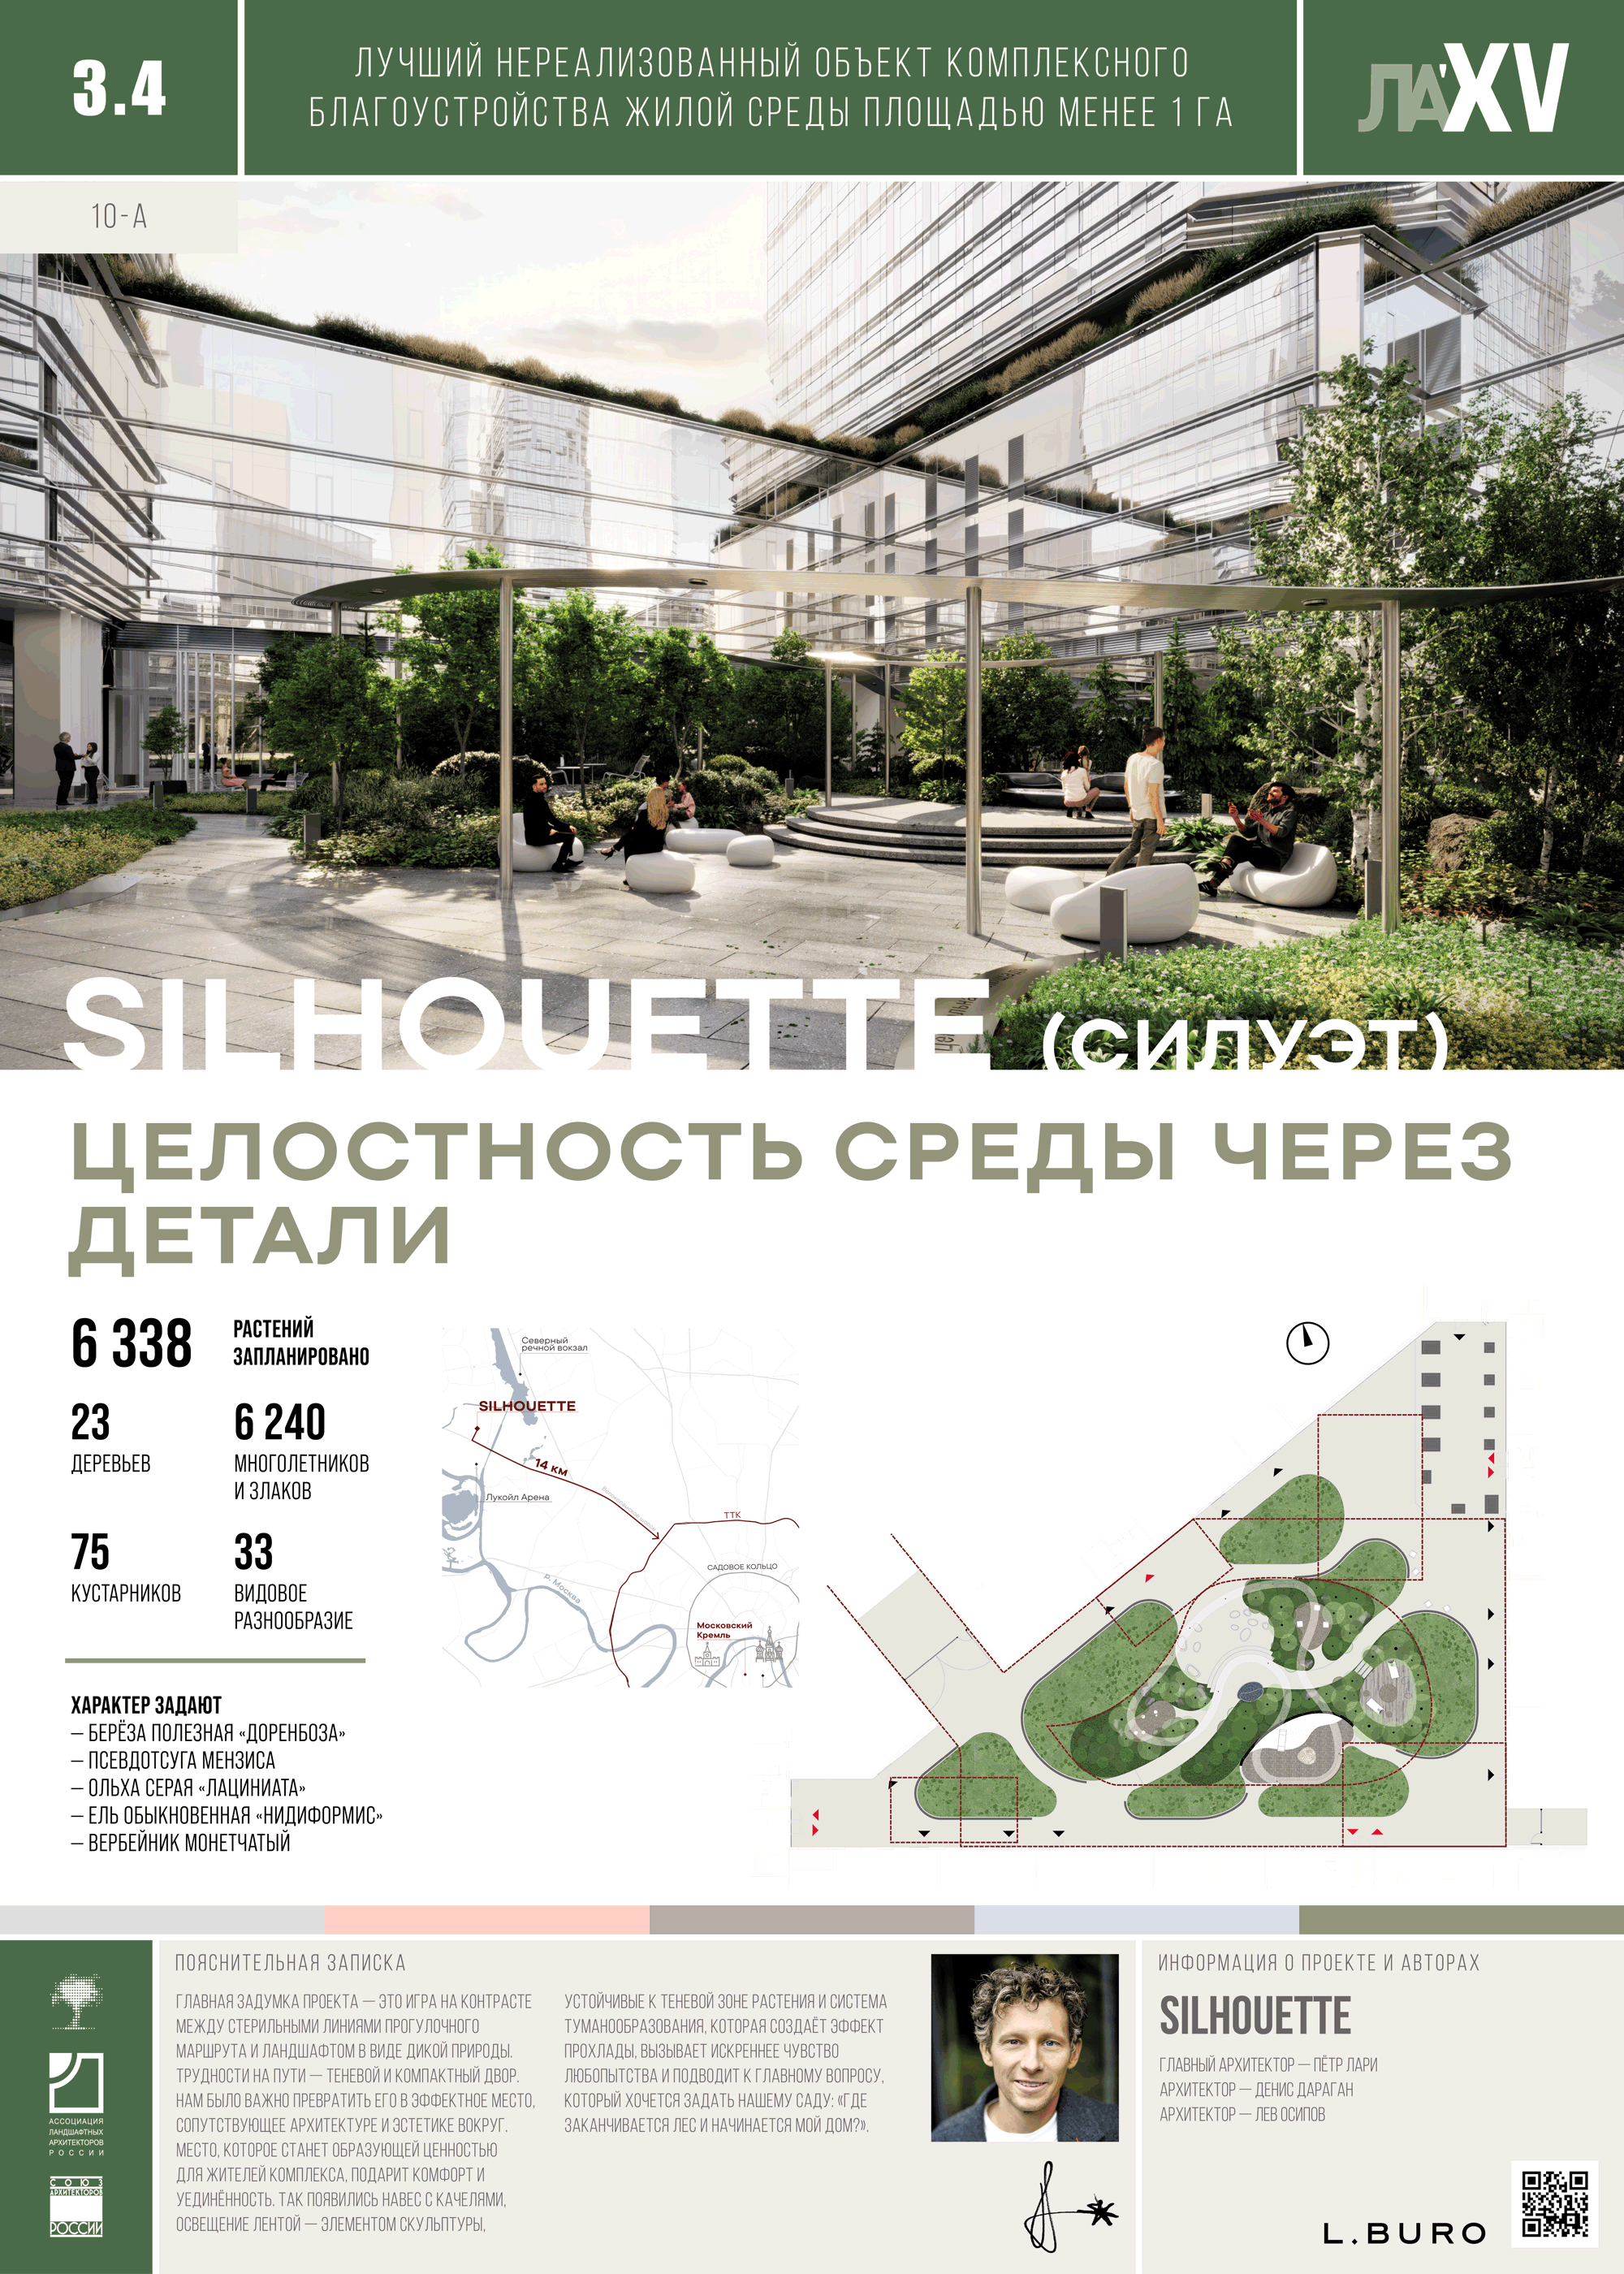 3.4
ЛУЧШИЙ НЕРЕАЛИЗОВАННЫЙ ОБЪЕКТ КОМПЛЕКСНОГО
БЛАГОУСТРОЙСТВА ЖИЛОЙ СРЕДЫ ПЛОЩАДЬЮ МЕНЕЕ 1 ГА
ЛА'XV
10-А
SILHOUETTE (СИЛУЭТ)
ЦЕЛОСТНОСТЬ СРЕДЫ ЧЕРЕЗ
ДЕТАЛИ
6 338
РАСТЕНИЙ
ЗАПЛАНИРОВАНО
23
ДЕРЕВЬЕВ
6 240
МНОГОЛЕТНИКОВ
И ЗЛАКОВ
75
КУСТАРНИКОВ
33
ВИДОВОЕ
РАЗНООБРАЗИЕ
ХАРАКТЕР ЗАДАЮТ
– БЕРЁЗА ПОЛЕЗНАЯ «ДОРЕНБОЗА»
– ПСЕВДОТСУГА МЕНЗИСА
– ОЛЬХА СЕРАЯ «ЛАЦИНИАТА»
– ЕЛЬ ОБЫКНОВЕННАЯ «НИДИФОРМИС»
– ВЕРБЕЙНИК МОНЕТЧАТЫЙ
Северный
речной вокзал
SILHOUETTE
14 км
Лукойл Арена
ТТК
САДОВОЕ КОЛЬЦО
р. Москва
Московский
Кремль
АССОЦИАЦИЯ
ЛАНДШАФТНЫХ
АРХИТЕКТОРОВ
РОССИИ
СОЮЗ
АРХИТЕКТОРОВ
РОССИИ
ПОЯСНИТЕЛЬНАЯ ЗАПИСКА
ГЛАВНАЯ ЗАДУМКА ПРОЕКТА — ЭТО ИГРА НА КОНТРАСТЕ
МЕЖДУ СТЕРИЛЬНЫМИ ЛИНИЯМИ ПРОГУЛОЧНОГО
МАРШРУТА И ЛАНДШАФТОМ В ВИДЕ ДИКОЙ ПРИРОДЫ.
ТРУДНОСТИ НА ПУТИ — ТЕНЕВОЙ И КОМПАКТНЫЙ ДВОР.
НАМ БЫЛО ВАЖНО ПРЕВРАТИТЬ ЕГО В ЭФФЕКТНОЕ МЕСТО,
СОПУТСТВУЮЩЕЕ АРХИТЕКТУРЕ И ЭСТЕТИКЕ ВОКРУГ.
МЕСТО, КОТОРОЕ СТАНЕТ ОБРАЗУЮЩЕЙ ЦЕННОСТЬЮ
ДЛЯ ЖИТЕЛЕЙ КОМПЛЕКСА, ПОДАРИТ КОМФОРТ И
УЕДИНЁННОСТЬ. ТАК ПОЯВИЛИСЬ НАВЕС С КАЧЕЛЯМИ,
ОСВЕЩЕНИЕ ЛЕНТОЙ — ЭЛЕМЕНТОМ СКУЛЬПТУРЫ,
УСТОЙЧИВЫЕ К ТЕНЕВОЙ ЗОНЕ РАСТЕНИЯ И СИСТЕМА
ТУМАНООБРАЗОВАНИЯ, КОТОРАЯ СОЗДАЁТ ЭФФЕКТ
ПРОХЛАДЫ, ВЫЗЫВАЕТ ИСКРЕННЕЕ ЧУВСТВО
ЛЮБОПЫТСТВА И ПОДВОДИТ К ГЛАВНОМУ ВОПРОСУ,
КОТОРЫЙ ХОЧЕТСЯ ЗАДАТЬ НАШЕМУ САДУ: «ГДЕ
ЗАКАНЧИВАЕТСЯ ЛЕС И НАЧИНАЕТСЯ МОЙ ДОМ?».
ИНФОРМАЦИЯ О ПРОЕКТЕ И АВТОРАХ
SILHOUETTE
ГЛАВНЫЙ АРХИТЕКТОР — ПЁТР ЛАРИ
АРХИТЕКТОР — ДЕНИС ДАРАГАН
АРХИТЕКТОР — ЛЕВ ОСИПОВ
L.BURO